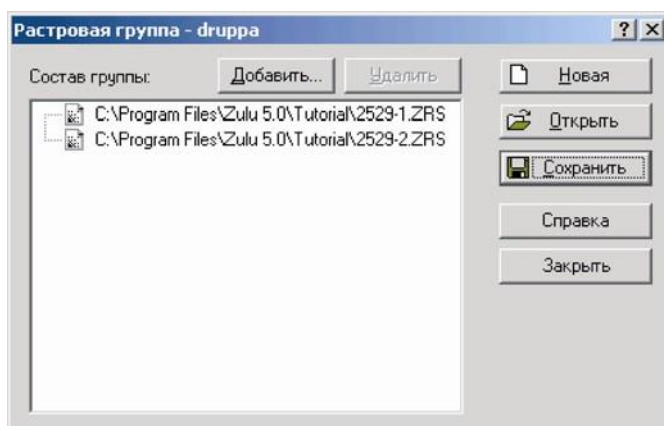 Растровая группа - druppa
Состав группы:
Добавить...
Удалить
C:\Program Files\Zulu 5.0\Tutorial\2529-1.ZRS
C:\Program Files\Zulu 5.0\Tutorial\2529-2.ZRS
Новая
Открыть
Сохранить
Справка
Закрыть